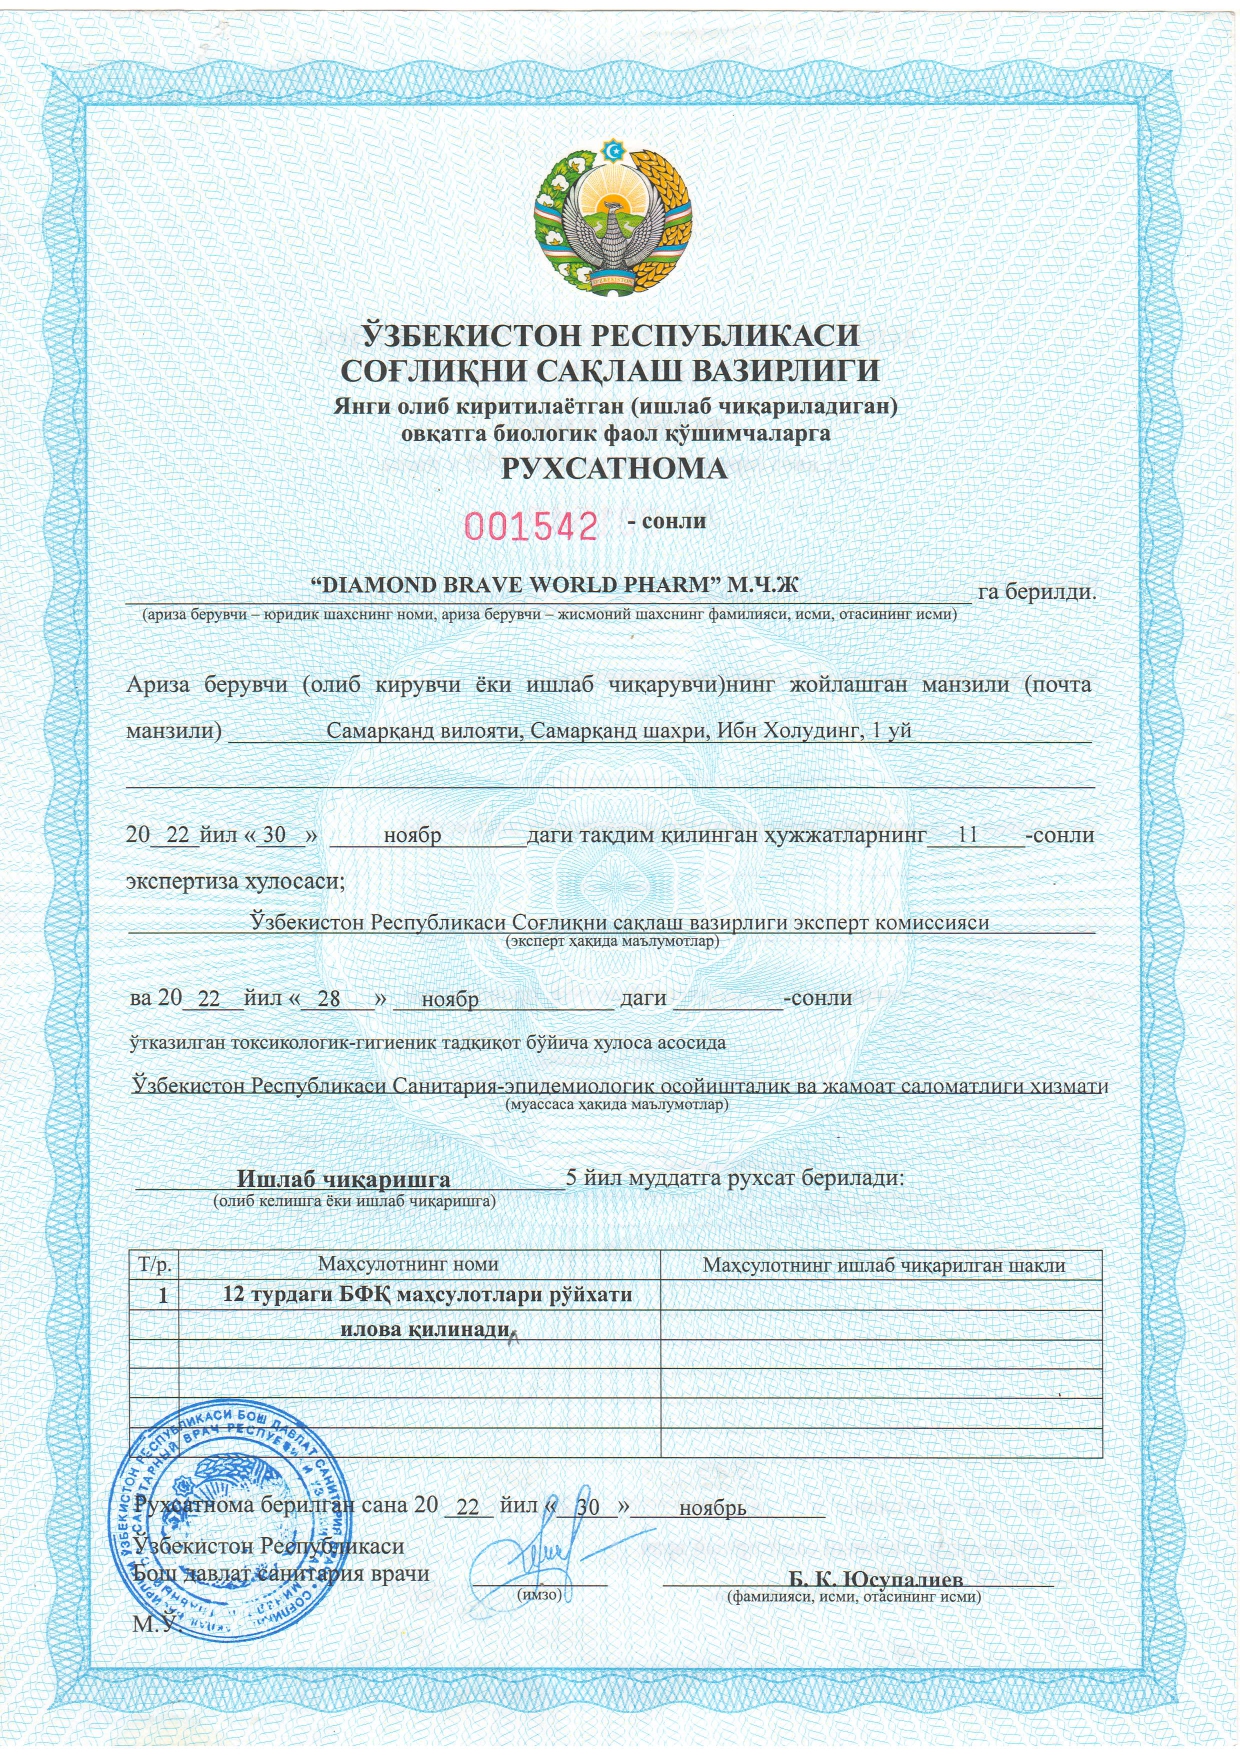 ЎЗБЕКИСТОН РЕСПУБЛИКАСИ
СОҒЛИҚНИ САҚЛАШ ВАЗИРЛИГИ
Янги олиб киритилаётган (ишлаб чиқариладиган)
овқатга биологик фаол қўшимчаларга
РУХСАТНОМА
001542 - сонли
“DIAMOND BRAVE WORLD PHARM” М.Ч.Ж га берилди.
(ариза берувчи – юридик шахснинг номи, ариза берувчи – жисмоний шахснинг фамилияси, исми, отасининг исми)
Ариза берувчи (олиб кирувчи ёки ишлаб чиқарувчи)нинг жойлашган манзили (почта
манзили) Самарқанд вилояти, Самарқанд шахри, Ибн Холудинг, 1 уй
20 22 йил « 30 » ноябр даги тақдим қилинган ҳужжатларнинг 11 -сонли
экспертиза хулосаси;
Ўзбекистон Республикаси Соғлиқни сақлаш вазирлиги эксперт комиссияси
(эксперт ҳақида маълумотлар)
ва 20 22 йил « 28 » ноябр даги -сонли
ўтказилган токсикологик-гигиеник тадқиқот бўйича хулоса асосида
Ўзбекистон Республикаси Санитария-эпидемиологик осойишталик ва жамоат саломатлиги хизмати
(муассаса ҳақида маълумотлар)
Ишлаб чиқаришга 5 йил муддатга рухсат берилади:
(олиб келишга ёки ишлаб чиқаришга)
Т/р. Маҳсулотнинг номи Маҳсулотнинг ишлаб чиқарилган шакли
1 12 турдаги БФҚ маҳсулотлари рўйхати
илова қилинади.
Рухсатнома берилган сана 20 22 йил « 30 » ноябрь
Ўзбекистон Республикаси
Бош давлат санитария врачи Б. К. Юсупалиев
(имзо) (фамилияси, исми, отасининг исми)
М.Ў.